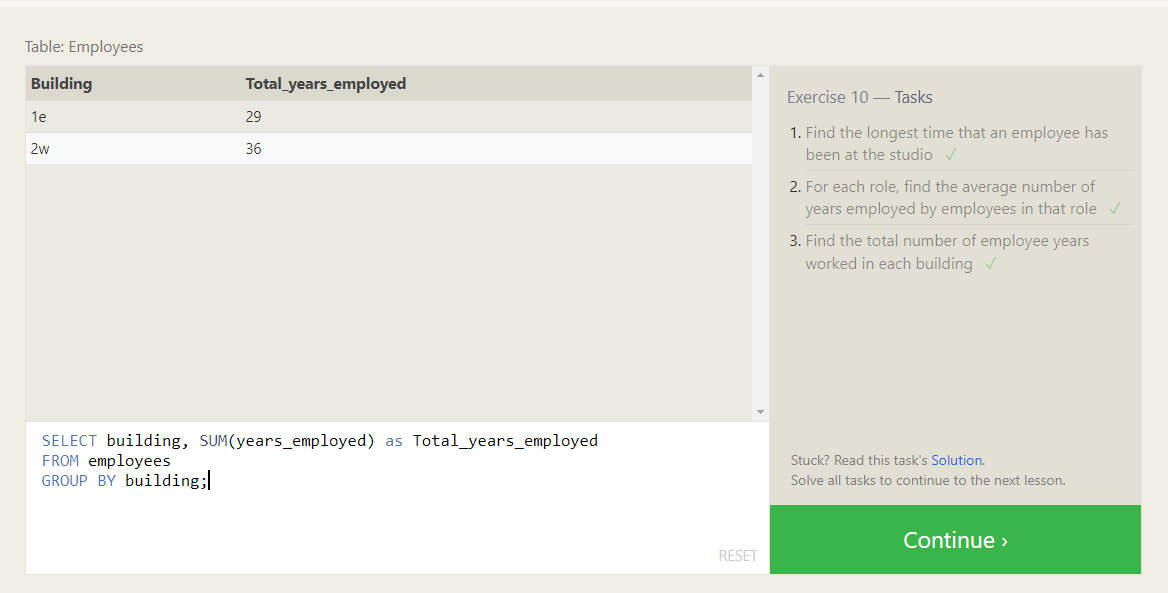 Table: Employees
Building Total_years_employed
1e 29
2w 36
SELECT building, SUM(years_employed) as Total_years_employed
FROM employees
GROUP BY building;
RESET
Exercise 10 — Tasks
1. Find the longest time that an employee has
been at the studio ✓
2. For each role, find the average number of
years employed by employees in that role ✓
3. Find the total number of employee years
worked in each building ✓
Stuck? Read this task's Solution.
Solve all tasks to continue to the next lesson.
Continue ›